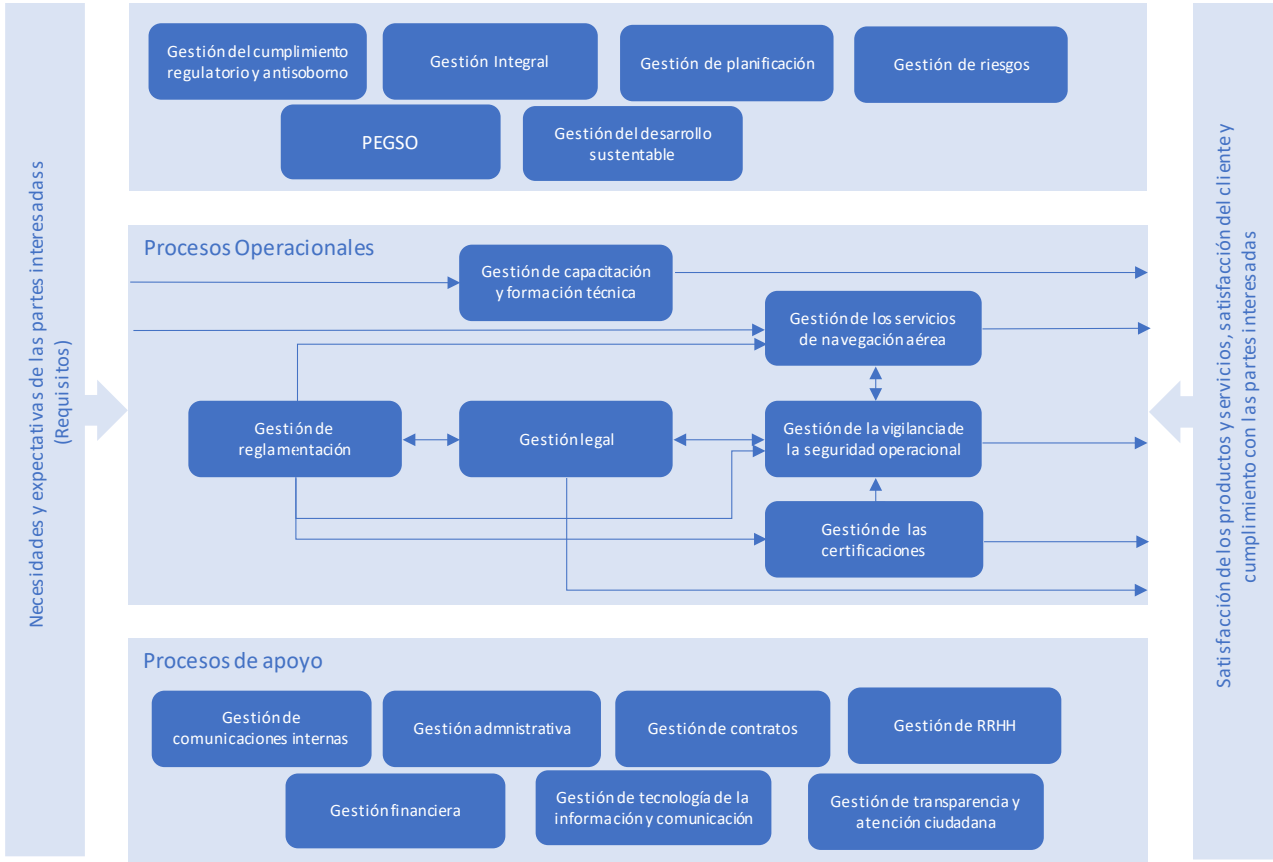 Necesidades y expectativas de las partes interesadass
(Requisitos)
Gestión del cumplimiento
regulatorio y antisoborno
Gestión Integral
Gestión de planificación
Gestión de riesgos
PEGSO
Gestión del desarrollo
sustentable
Procesos Operacionales
Gestión de capacitación
y formación técnica
Gestión de los servicios
de navegación aérea
Gestión de
reglamentación
Gestión legal
Gestión de la vigilancia de
la seguridad operacional
Gestión de las
certificaciones
Procesos de apoyo
Gestión de
comunicaciones internas
Gestión admnistrativa
Gestión de contratos
Gestión de RRHH
Gestión financiera
Gestión de tecnología de la
información y comunicación
Gestión de transparencia y
atención ciudadana
Satisfacción de los productos y servicios, satisfacción del cliente y
cumplimiento con las partes interesadas